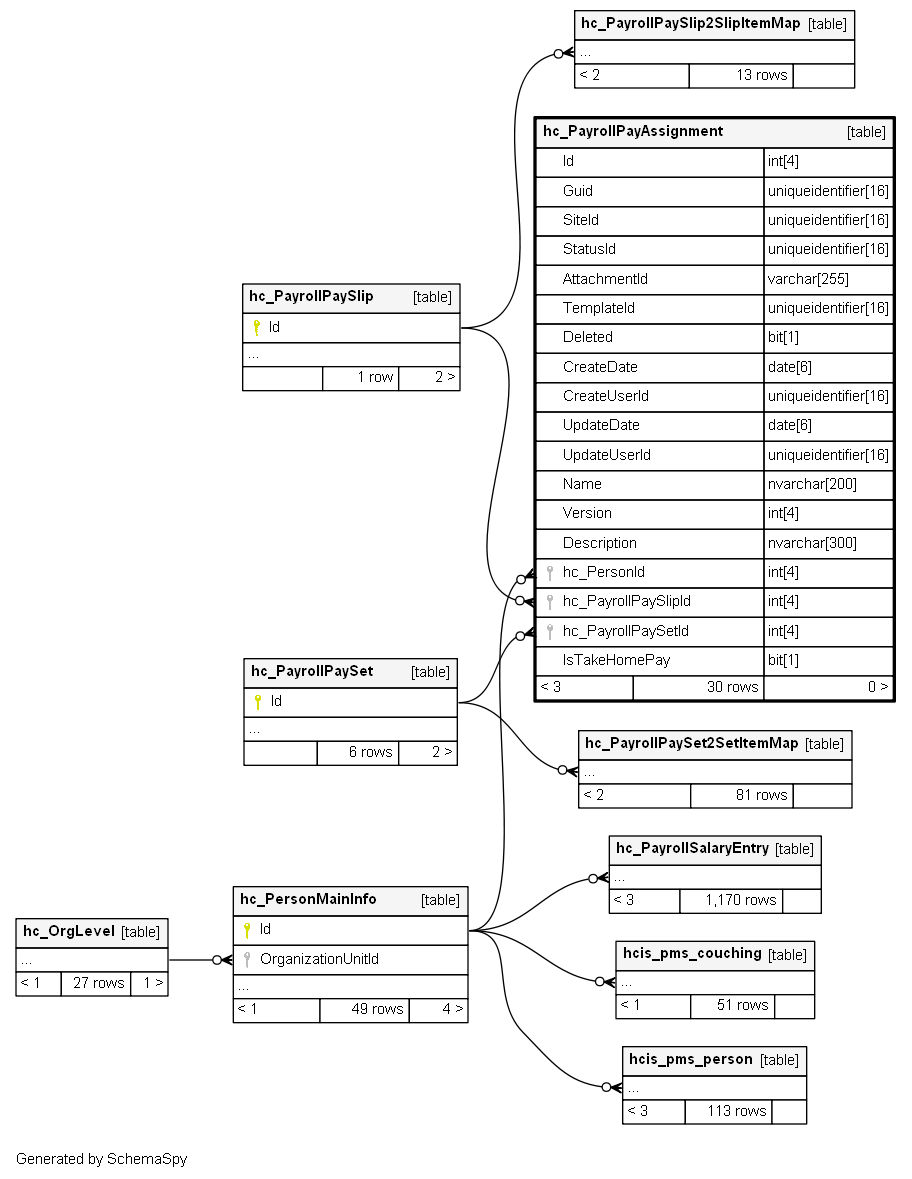 hc_PayrollPaySlip2SlipItemMap [table]
...
< 2 13 rows
hc_PayrollPayAssignment [table]
Id int[4]
Guid uniqueidentifier[16]
SiteId uniqueidentifier[16]
StatusId uniqueidentifier[16]
AttachmentId varchar[255]
TemplateId uniqueidentifier[16]
Deleted bit[1]
CreateDate date[6]
CreateUserId uniqueidentifier[16]
UpdateDate date[6]
UpdateUserId uniqueidentifier[16]
Name nvarchar[200]
Version int[4]
Description nvarchar[300]
hc_PersonId int[4]
hc_PayrollPaySlipId int[4]
hc_PayrollPaySetId int[4]
IsTakeHomePay bit[1]
< 3 30 rows 0 >
hc_PayrollPaySlip [table]
Id
...
1 row 2 >
hc_PayrollPaySet [table]
Id
...
6 rows 2 >
hc_PayrollPaySet2SetItemMap [table]
...
< 2 81 rows
hc_PayrollSalaryEntry [table]
...
< 3 1,170 rows
hc_PersonMainInfo [table]
Id
OrganizationUnitId
...
< 1 49 rows 4 >
hc_OrgLevel [table]
...
< 1 27 rows 1 >
hcis_pms_couching [table]
...
< 1 51 rows
hcis_pms_person [table]
...
< 3 113 rows
Generated by SchemaSpy